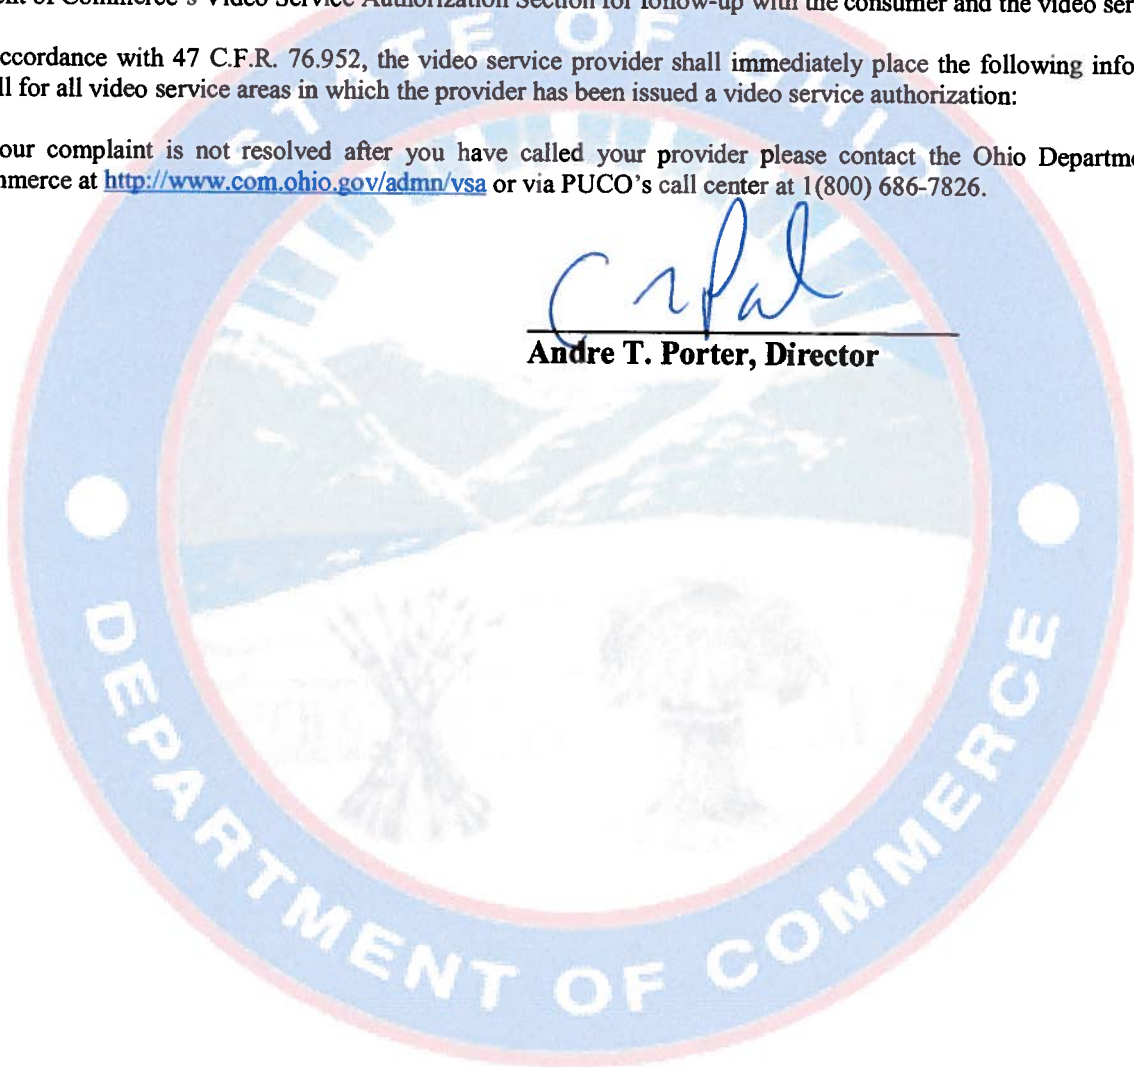 ent of Commerce's Video Service Authorization Section for follow-up with the consumer and the video ser
ccordance with 47 C.F.R. 76.952, the video service provider shall immediately place the following info
ll for all video service areas in which the provider has been issued a video service authorization:
our complaint is not resolved after you have called your provider please contact the Ohio Departme
nmerce at http://www.com.ohio.gov/admn/vsa or via PUCO's call center at 1(800) 686-7826.
Andre T. Porter, Director
STATE OF OHIO
DEPARTMENT OF COMMERCE